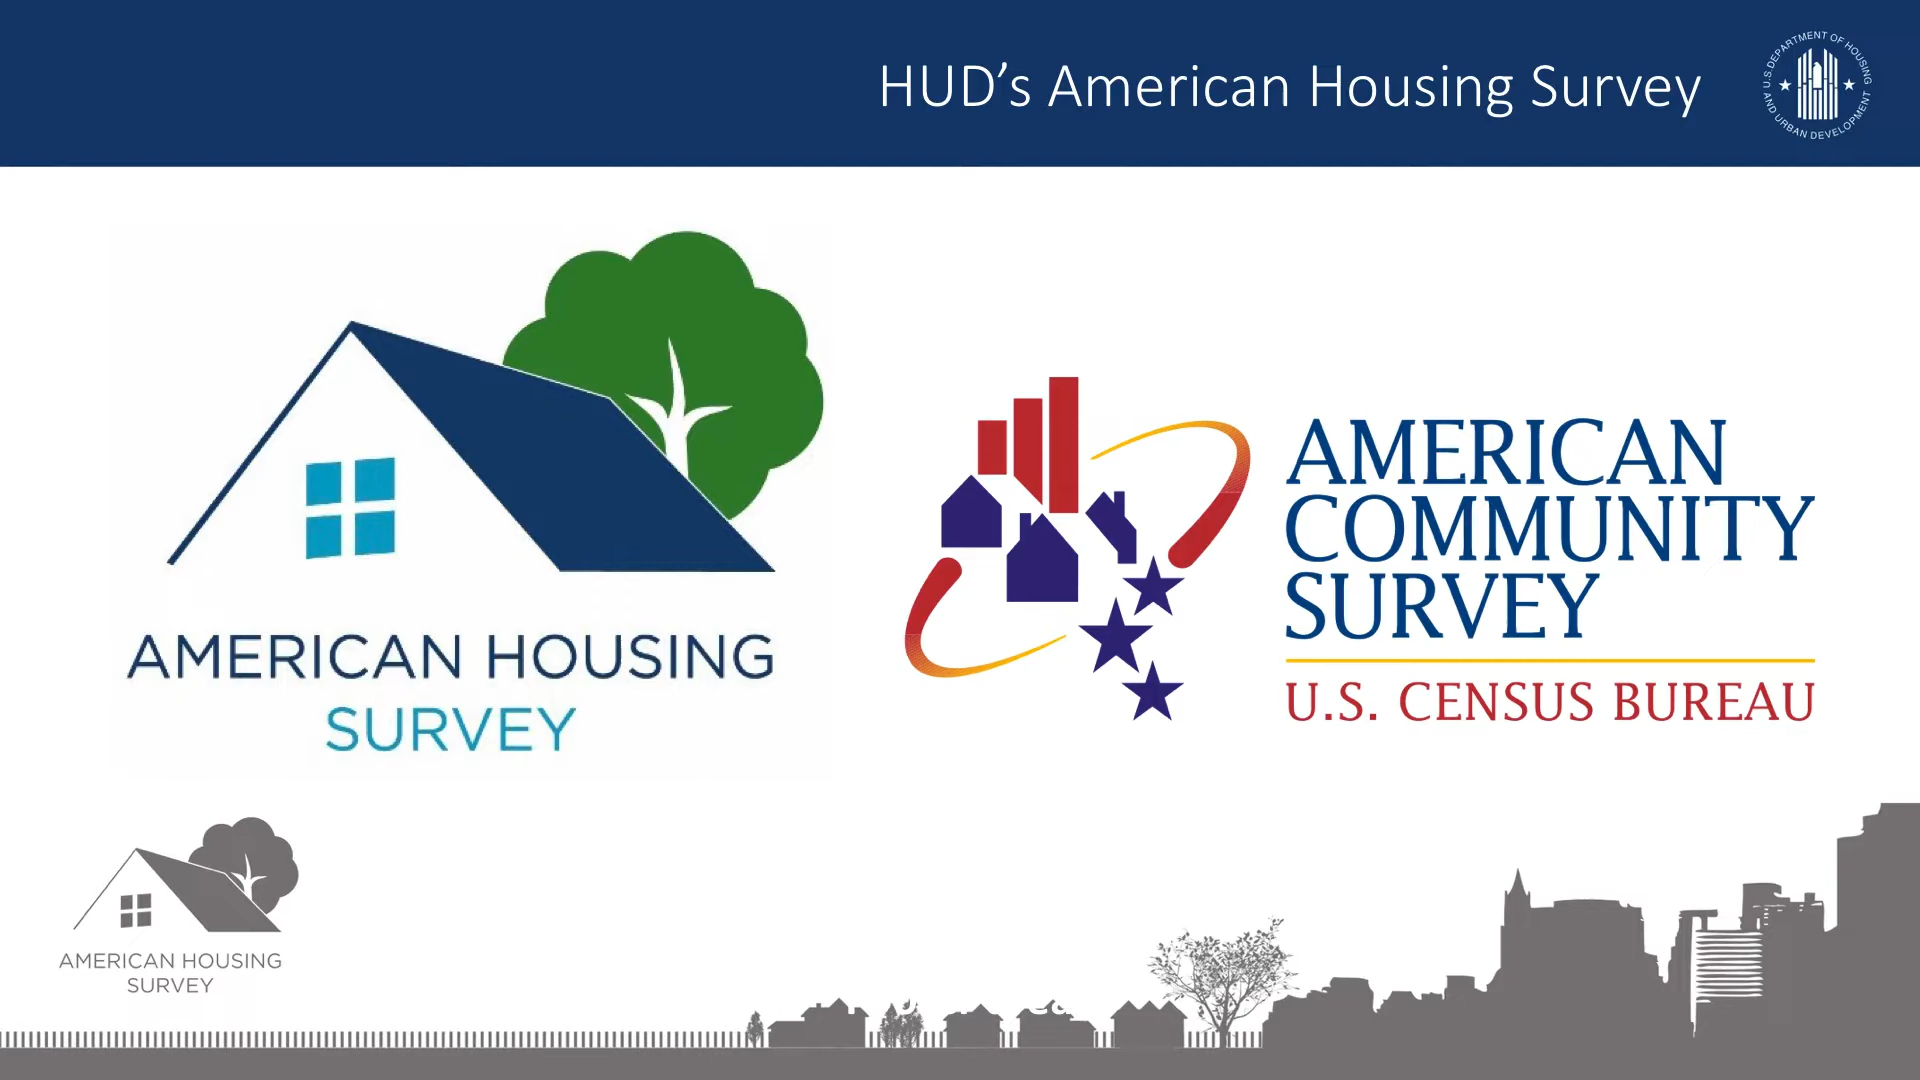 HUD’s American Housing Survey
U.S. DEPARTMENT OF HOUSING
AND URBAN DEVELOPMENT
AMERICAN HOUSING
SURVEY
AMERICAN
COMMUNITY
SURVEY
U.S. CENSUS BUREAU
AMERICAN HOUSING
SURVEY